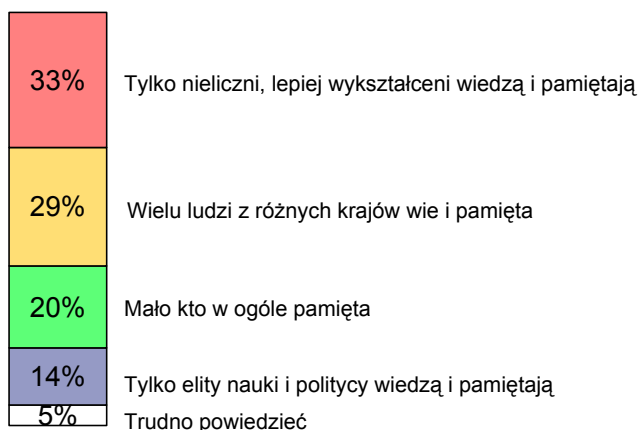 33% Tylko nieliczni, lepiej wykształceni wiedzą i pamiętają
29% Wielu ludzi z różnych krajów wie i pamięta
20% Mało kto w ogóle pamięta
14% Tylko elity nauki i politycy wiedzą i pamiętają
5% Trudno powiedzieć